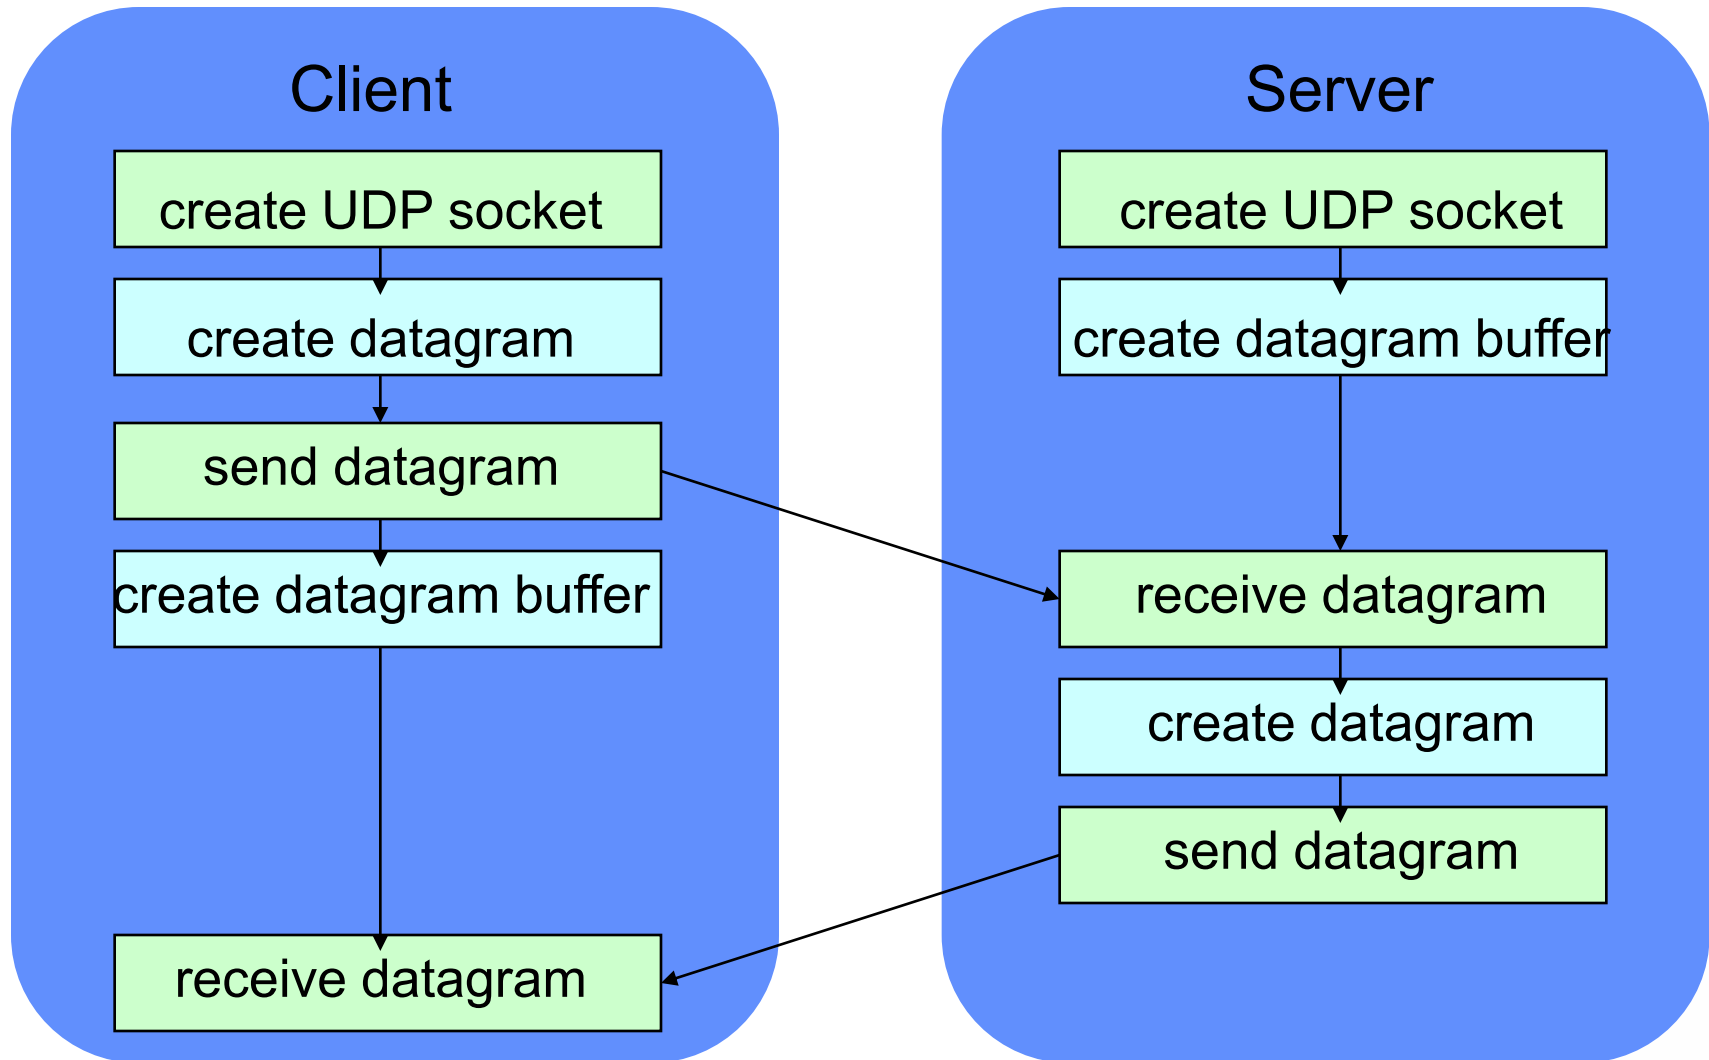 Client
create UDP socket
create datagram
send datagram
create datagram buffer
receive datagram
Server
create UDP socket
create datagram buffer
receive datagram
create datagram
send datagram